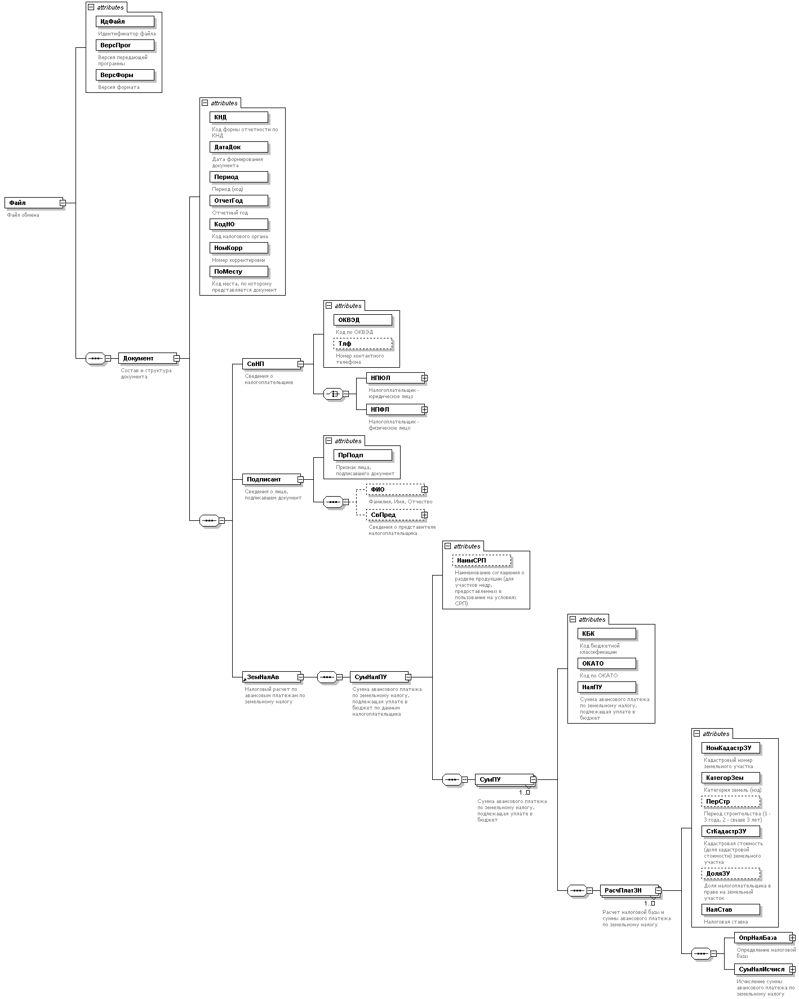 attributes
ИдФайл
Идентификатор файла
ВерсПрог
Версия передающей
программы
ВерсФорм
Версия формата
attributes
КНД
Код формы отчетности по
КНД
ДатаДок
Дата формирования
документа
Период
Период (код)
ОтчетГод
Отчетный год
КодНО
Код налогового органа
НомКорр
Номер корректировки
ПоМесту
Код места, по которому
представляется документ
Файл
Файл обмена
Документ
Состав и структура
документа
attributes
ОКВЭД
Код по ОКВЭД
Тлф
Номер контактного
телефона
СвНП
Сведения о
налогоплательщике
НПЮЛ
Налогоплательщик -
юридическое лицо
НПФЛ
Налогоплательщик -
физическое лицо
attributes
ПрПодп
Признак лица,
подписавшего документ
Подписант
Сведения о лице,
подписавшем документ
ФИО
Фамилия, Имя, Отчество
СвПред
Сведения о представителе
налогоплательщика
attributes
НаимСРП
Наименование соглашения о
разделе продукции (для
участков недр,
предоставленных в
пользование на условиях
СРП)
ЗемНалАв
Налоговый расчет по
авансовым платежам по
земельному налогу
СумНалПУ
Сумма авансового платежа
по земельному налогу,
подлежащая уплате в
бюджет по данным
налогоплательщика
attributes
КБК
Код бюджетной
классификации
ОКАТО
Код по ОКАТО
НалПУ
Сумма авансового платежа
по земельному налогу,
подлежащая уплате в
бюджет
СумПУ
1..
Сумма авансового платежа
по земельному налогу,
подлежащая уплате в
бюджет
attributes
НомКадастрЗУ
Кадастровый номер
земельного участка
КатегорЗем
Категория земель (код)
ПерСтр
Период строительства (1 -
3 года, 2 - свыше 3 лет)
СтКадастрЗУ
Кадастровая стоимость
(доля кадастровой
стоимости) земельного
участка
ДоляЗУ
Доля налогоплательщика в
праве на земельный
участок
НалСтав
Налоговая ставка
РасчПлатЗН
1..
Расчет налоговой базы и
суммы авансового платежа
по земельному налогу
ОпрНалБаза
Определение налоговой
базы
СумНалИсчисл
Исчисление суммы
авансового платежа по
земельному налогу